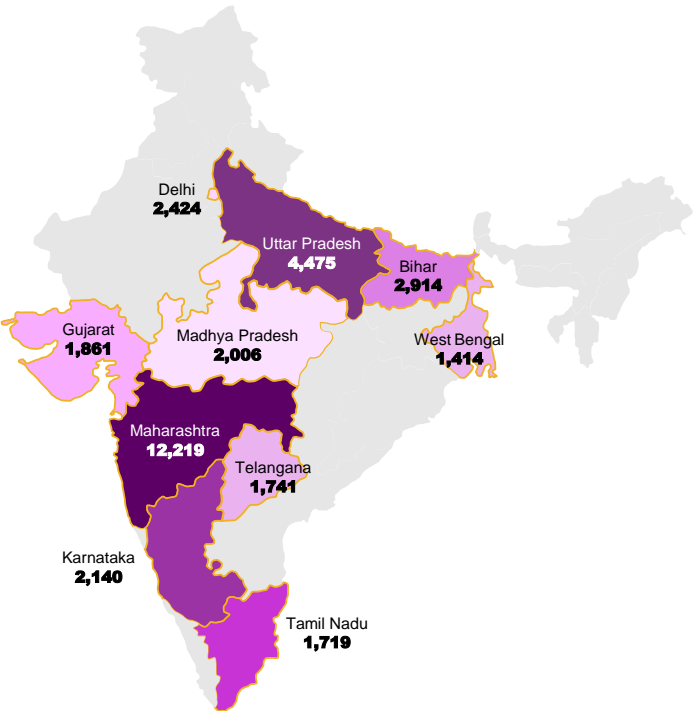 Delhi
2,424
Uttar Pradesh
4,475
Bihar
2,914
Gujarat
1,861
Madhya Pradesh
2,006
West Bengal
1,414
Maharashtra
12,219
Telangana
1,741
Karnataka
2,140
Tamil Nadu
1,719